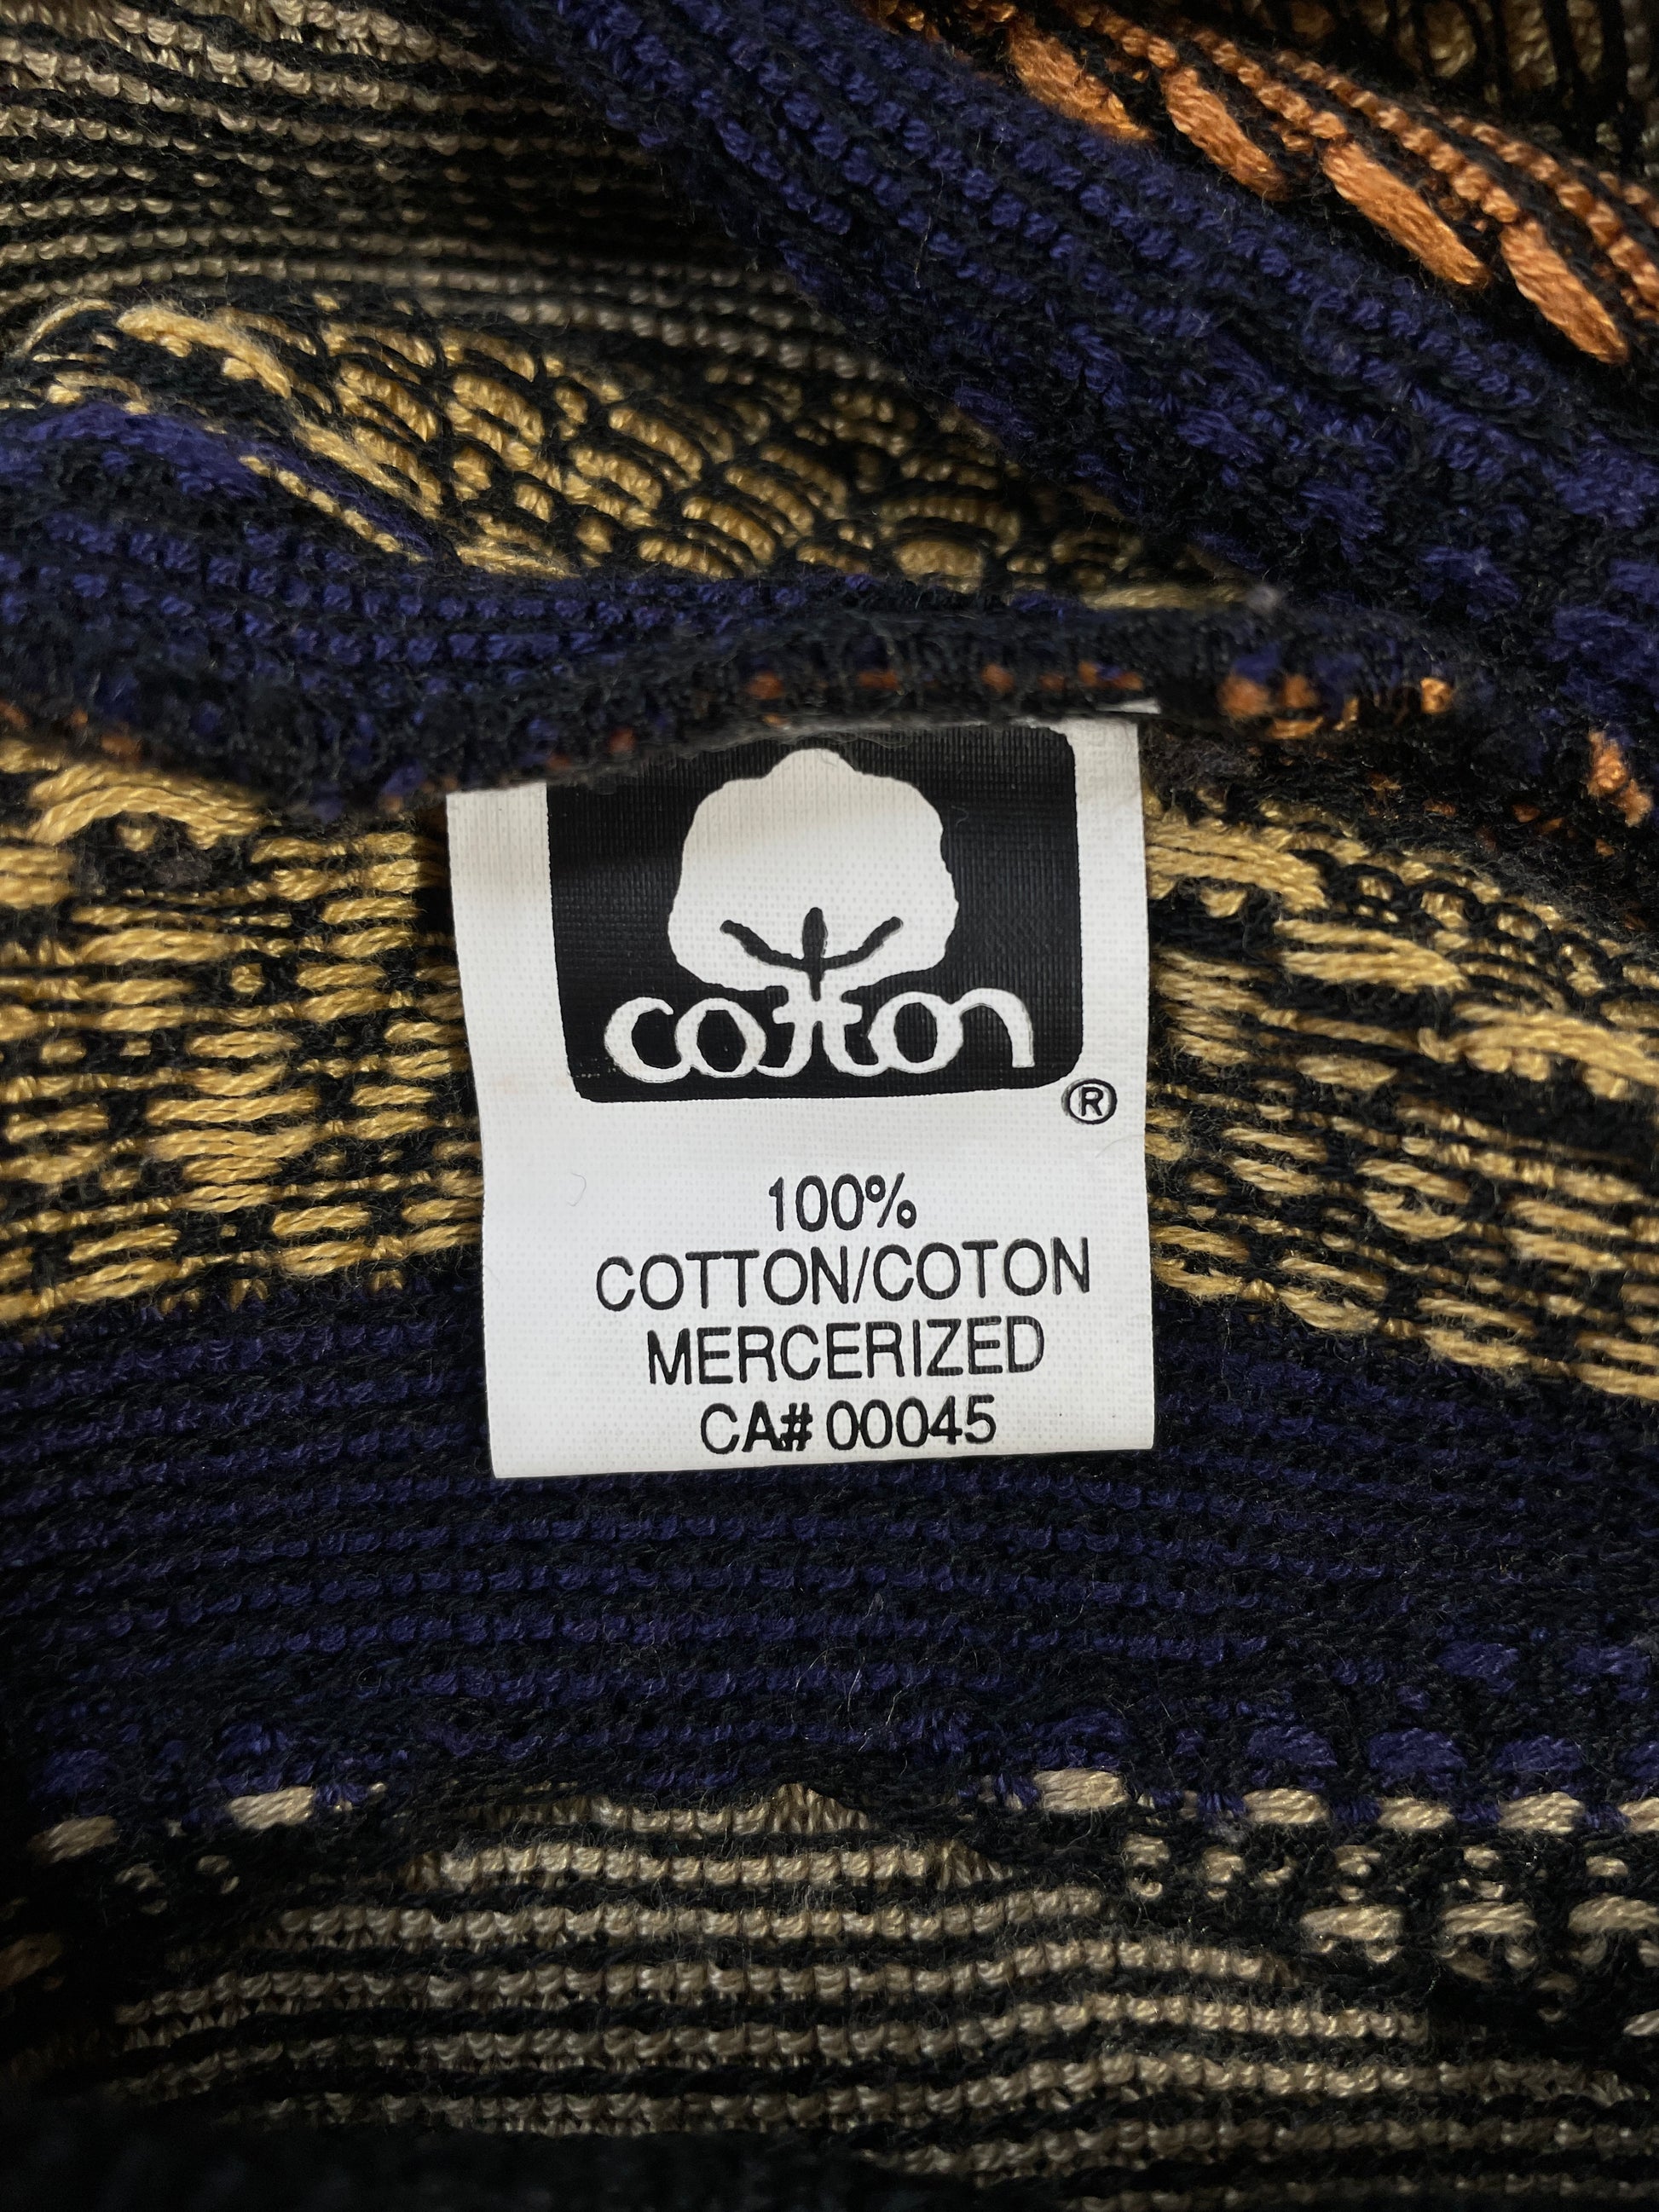 cotton
®
100%
COTTON/COTON
MERCERIZED
CA# 00045